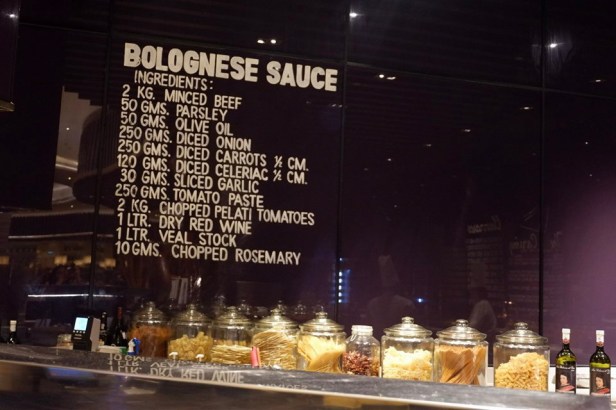 BOLOGNESE SAUCE
INGREDIENTS:
2 KG. MINCED BEEF
50 GMS. PARSLEY
50 GMS. OLIVE OIL
250 GMS. DICED ONION
250 GMS. DICED CARROTS ½ CM.
120 GMS. DICED CELERIAC ½ CM.
30 GMS. SLICED GARLIC
250 GMS. TOMATO PASTE
2 KG. CHOPPED PELATI TOMATOES
1 LTR. DRY RED WINE
1 LTR. VEAL STOCK
10 GMS. CHOPPED ROSEMARY